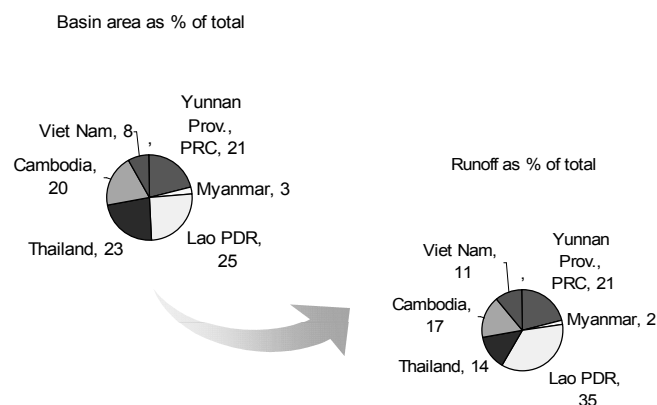 Basin area as % of total
,
Yunnan
Prov.,
PRC, 21
Viet Nam, 8
Cambodia,
20
Myanmar, 3
Thailand, 23
Lao PDR,
25
Runoff as % of total
,
Yunnan
Prov.,
PRC, 21
Viet Nam,
11
Cambodia,
17
Myanmar, 2
Thailand, 14
Lao PDR,
35